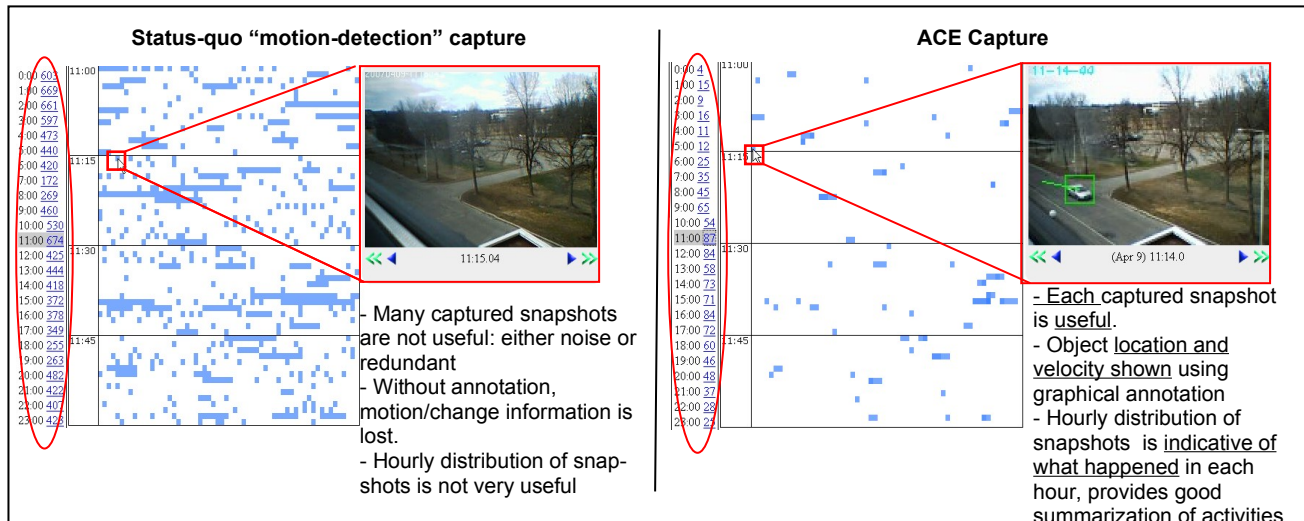 Status-quo “motion-detection” capture
0:00 603
1:00 669
2:00 661
3:00 597
4:00 473
5:00 440
6:00 420
7:00 172
8:00 269
9:00 460
10:00 530
11:00 674
12:00 425
13:00 444
14:00 418
15:00 372
16:00 378
17:00 349
18:00 255
19:00 263
20:00 482
21:00 422
22:00 407
23:00
11:00
11:15
11:30
11:45
11:15.04
- Many captured snapshots
are not useful: either noise or
redundant
- Without annotation,
motion/change information is
lost.
- Hourly distribution of snap-
shots is not very useful
ACE Capture
0:00 4
1:00 15
2:00 9
3:00 16
4:00 11
5:00 12
6:00 25
7:00 35
8:00 45
9:00 65
10:00 54
11:00 87
12:00 84
13:00 58
14:00 73
15:00 71
16:00 84
17:00 72
18:00 60
19:00 46
20:00 48
21:00 37
22:00 28
23:00
11:00
11:15
11:30
11:45
11-14-00
(Apr 9) 11:14.0
- Each captured snapshot
is useful.
- Object location and
velocity shown using
graphical annotation
- Hourly distribution of
snapshots is indicative of
what happened in each
hour, provides good
summarization of activities